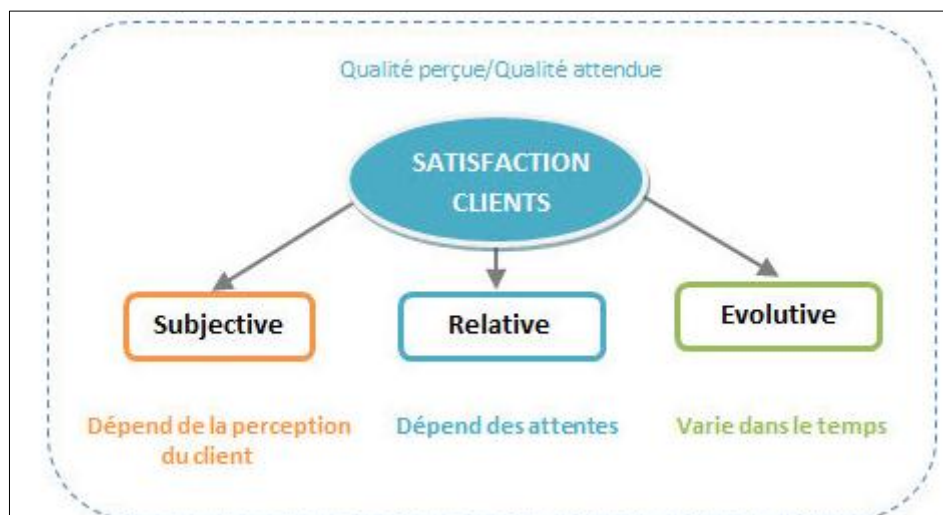 Qualité perçue/Qualité attendue
SATISFACTION
CLIENTS
Subjective
Relative
Evolutive
Dépend de la perception
du client
Dépend des attentes
Varie dans le temps